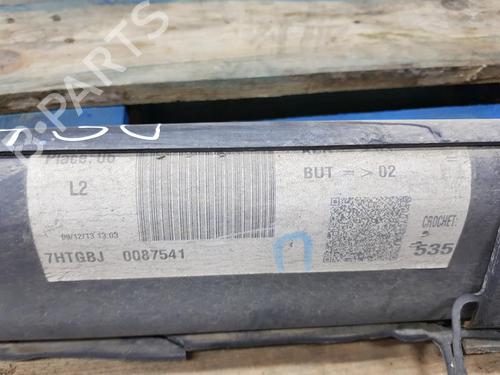 B-PARTS
Place: 06
L2
BUT = > 02
09/12/13 13:03
7HTGBJ 0087541
CROCHET:
535